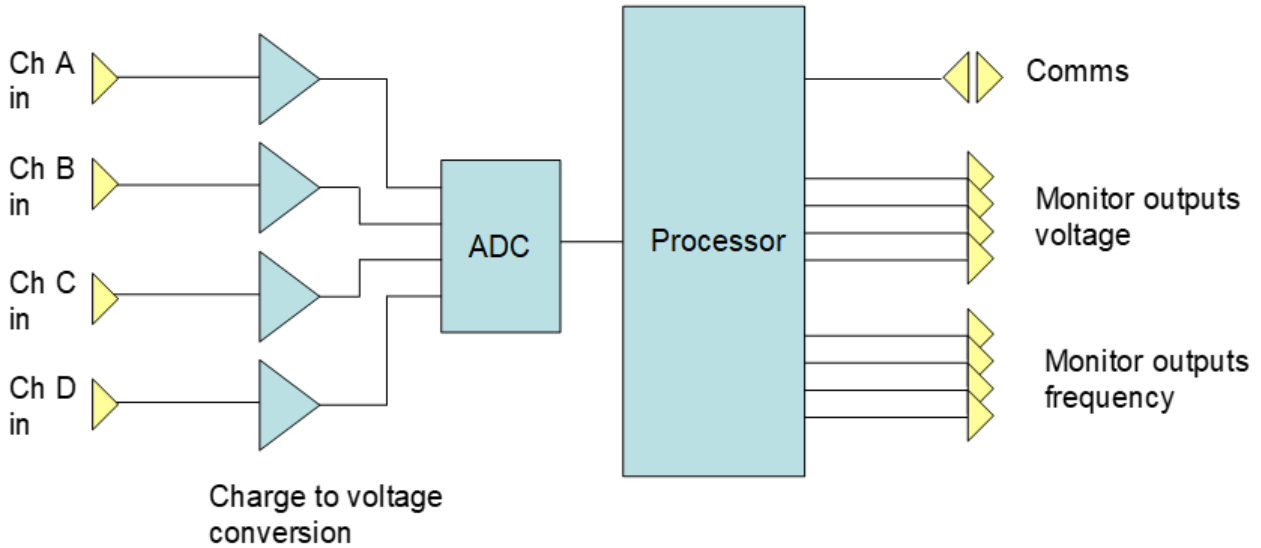 Ch A
in
Comms
Ch B
in
Monitor outputs
voltage
ADC
Processor
Ch C
in
Monitor outputs
frequency
Ch D
in
Charge to voltage
conversion